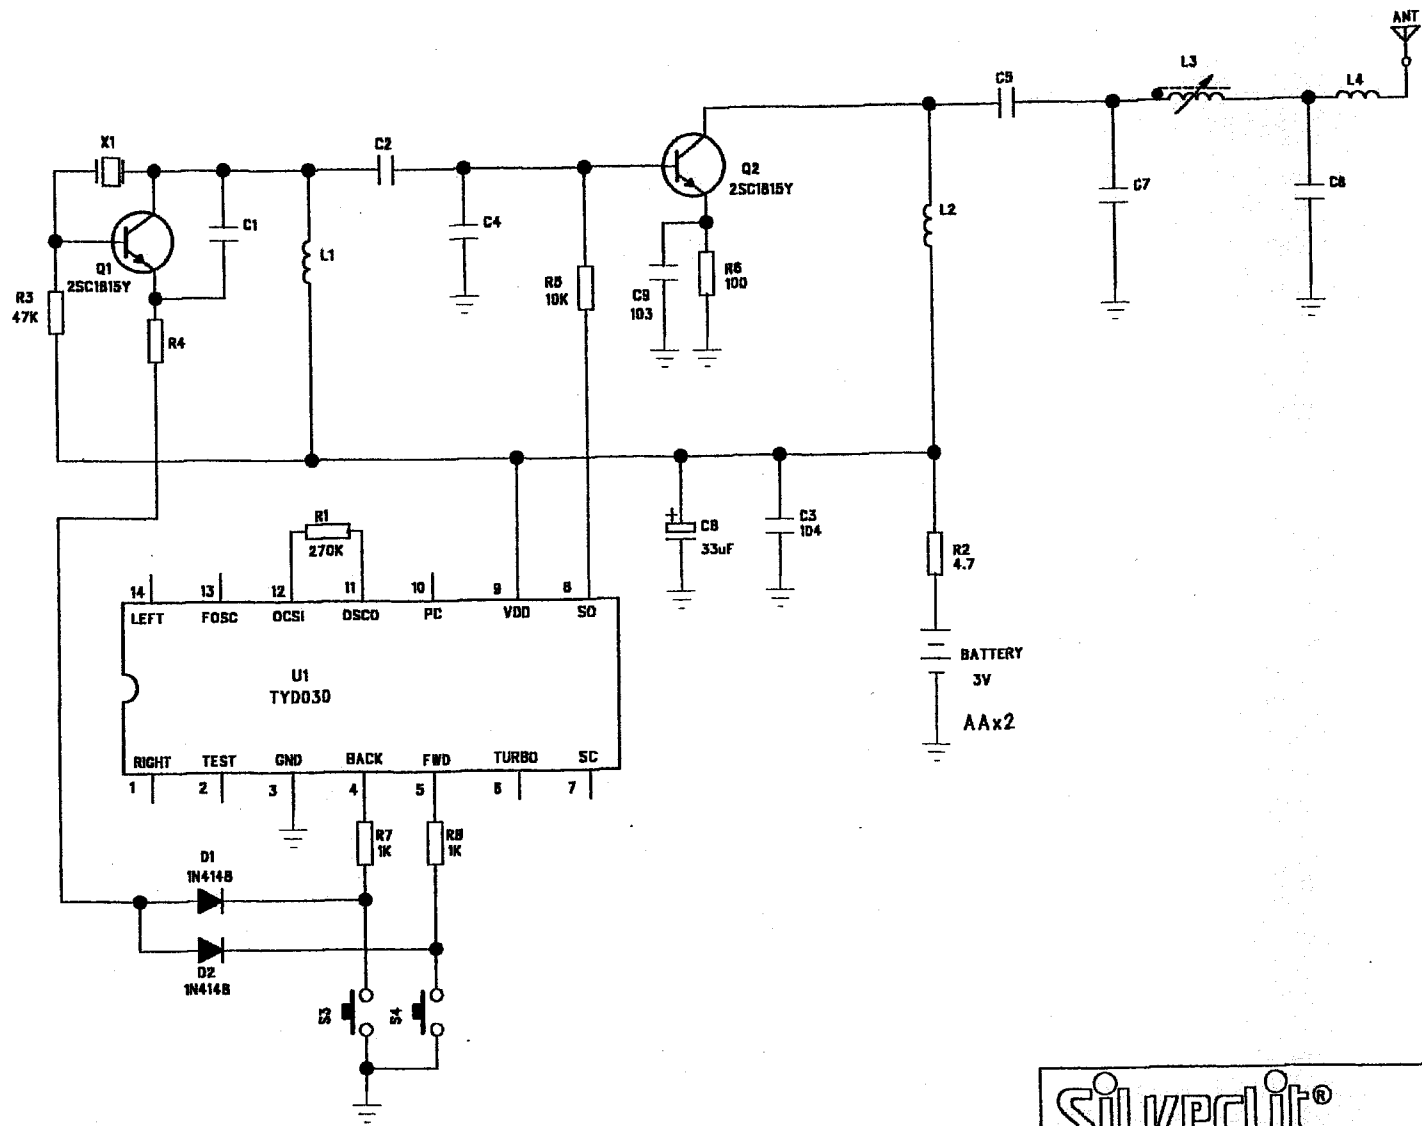 ANT
L3
L4
C5
X1
C2
Q2
2SC1815Y
C7
C6
C1
C4
L2
L1
Q1
2SC1815Y
R3
47K
R4
R5
10K
C9
103
R6
100
R1
270K
+
C8
33uF
C3
104
R2
4.7
14 13 12 11 10 9 8
LEFT FOSC OCSI OSCO PC VDD SO
U1
TYD030
BATTERY
3V
AAx2
RIGHT TEST GND BACK FWD TURBO SC
1 2 3 4 5 6 7
R7
1K
R8
1K
D1
1N4148
D2
1N4148
S3
S4
Silverlit®